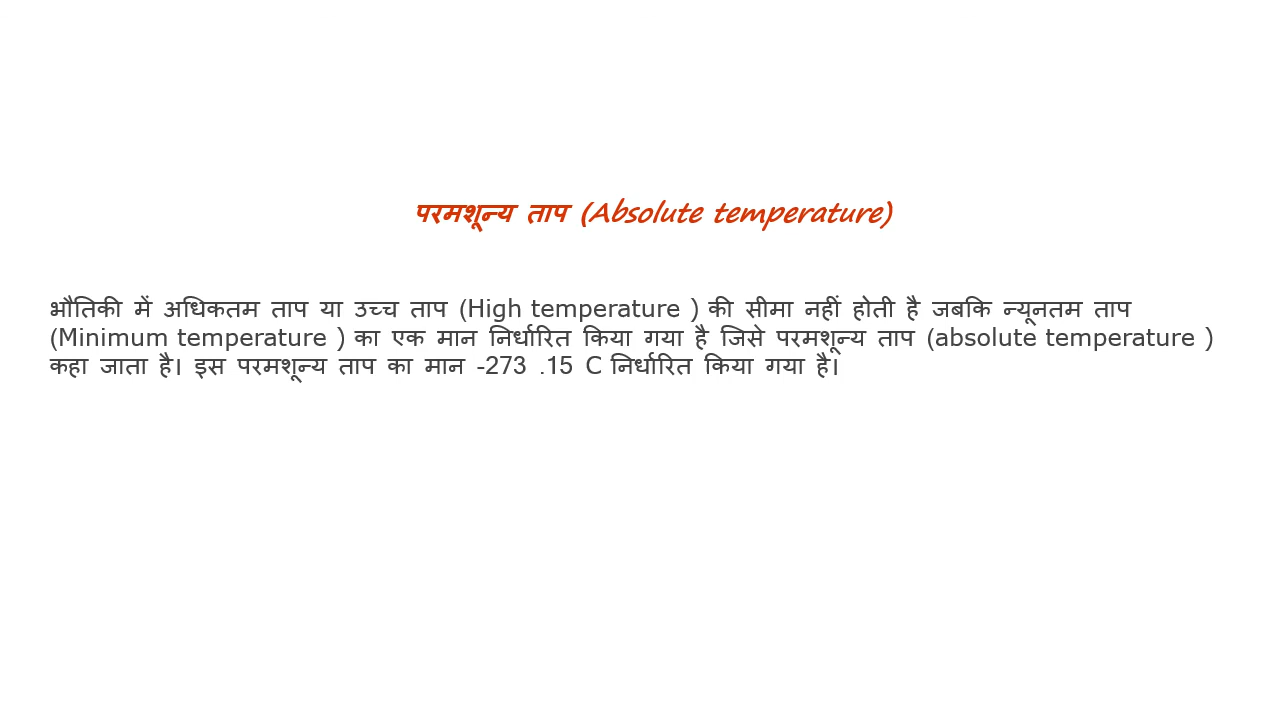 परमशून्य ताप (Absolute temperature)
भौतिकी में अधिकतम ताप या उच्च ताप (High temperature ) की सीमा नहीं होती है जबकि न्यूनतम ताप
(Minimum temperature ) का एक मान निर्धारित किया गया है जिसे परमशून्य ताप (absolute temperature )
कहा जाता है। इस परमशून्य ताप का मान -273 .15 C निर्धारित किया गया है।